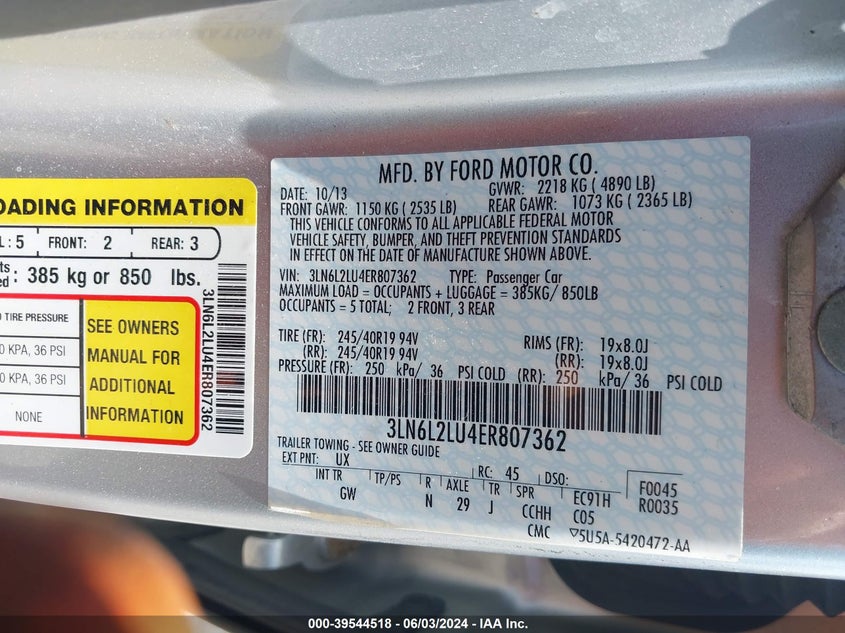 LOADING INFORMATION
L : 5 FRONT: 2 REAR: 3
385 kg or 850 lbs.
TIRE PRESSURE
KPA, 36 PSI
KPA, 36 PSI
NONE
SEE OWNERS
MANUAL FOR
ADDITIONAL
INFORMATION
3LN6L2LU4ER807362
MFD. BY FORD MOTOR CO.
DATE: 10/13 GVWR: 2218 KG ( 4890 LB)
FRONT GAWR: 1150 KG ( 2535 LB) REAR GAWR: 1073 KG ( 2365 LB)
THIS VEHICLE CONFORMS TO ALL APPLICABLE FEDERAL MOTOR
VEHICLE SAFETY, BUMPER, AND THEFT PREVENTION STANDARDS
IN EFFECT ON THE DATE OF MANUFACTURE SHOWN ABOVE.
VIN: 3LN6L2LU4ER807362 TYPE: Passenger Car
MAXIMUM LOAD = OCCUPANTS + LUGGAGE = 385KG/ 850LB
OCCUPANTS = 5 TOTAL; 2 FRONT, 3 REAR
TIRE (FR): 245/40R19 94V RIMS (FR): 19x8.0J
(RR): 245/40R19 94V (RR): 19x8.0J
PRESSURE (FR): 250 kPa/ 36 PSI COLD (RR): 250 kPa/ 36 PSI COLD
3LN6L2LU4ER807362
TRAILER TOWING - SEE OWNER GUIDE
EXT PNT: UX RC: 45 DSO: F0045
INT TR TP/PS R AXLE TR SPR EC91H R0035
GW N 29 J CCHH C05
CMC ▽5U5A-5420472-AA
000-39544518 - 06/03/2024 - IAA Inc.